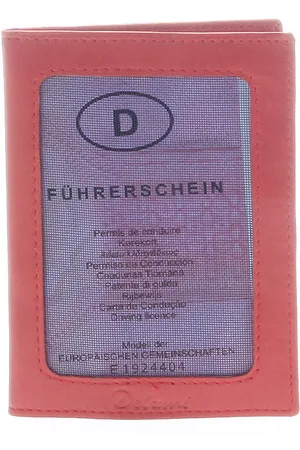 D
FÜHRERSCHEIN
Permis de conduire
Kørekort
Permiso de Conducción
Ceadúnas Tiomána
Patente di guida
Rijbewijs
Carta de Condução
Driving licence
Modell der
EUROPÄISCHEN GEMEINSCHAFTEN
E 1924404